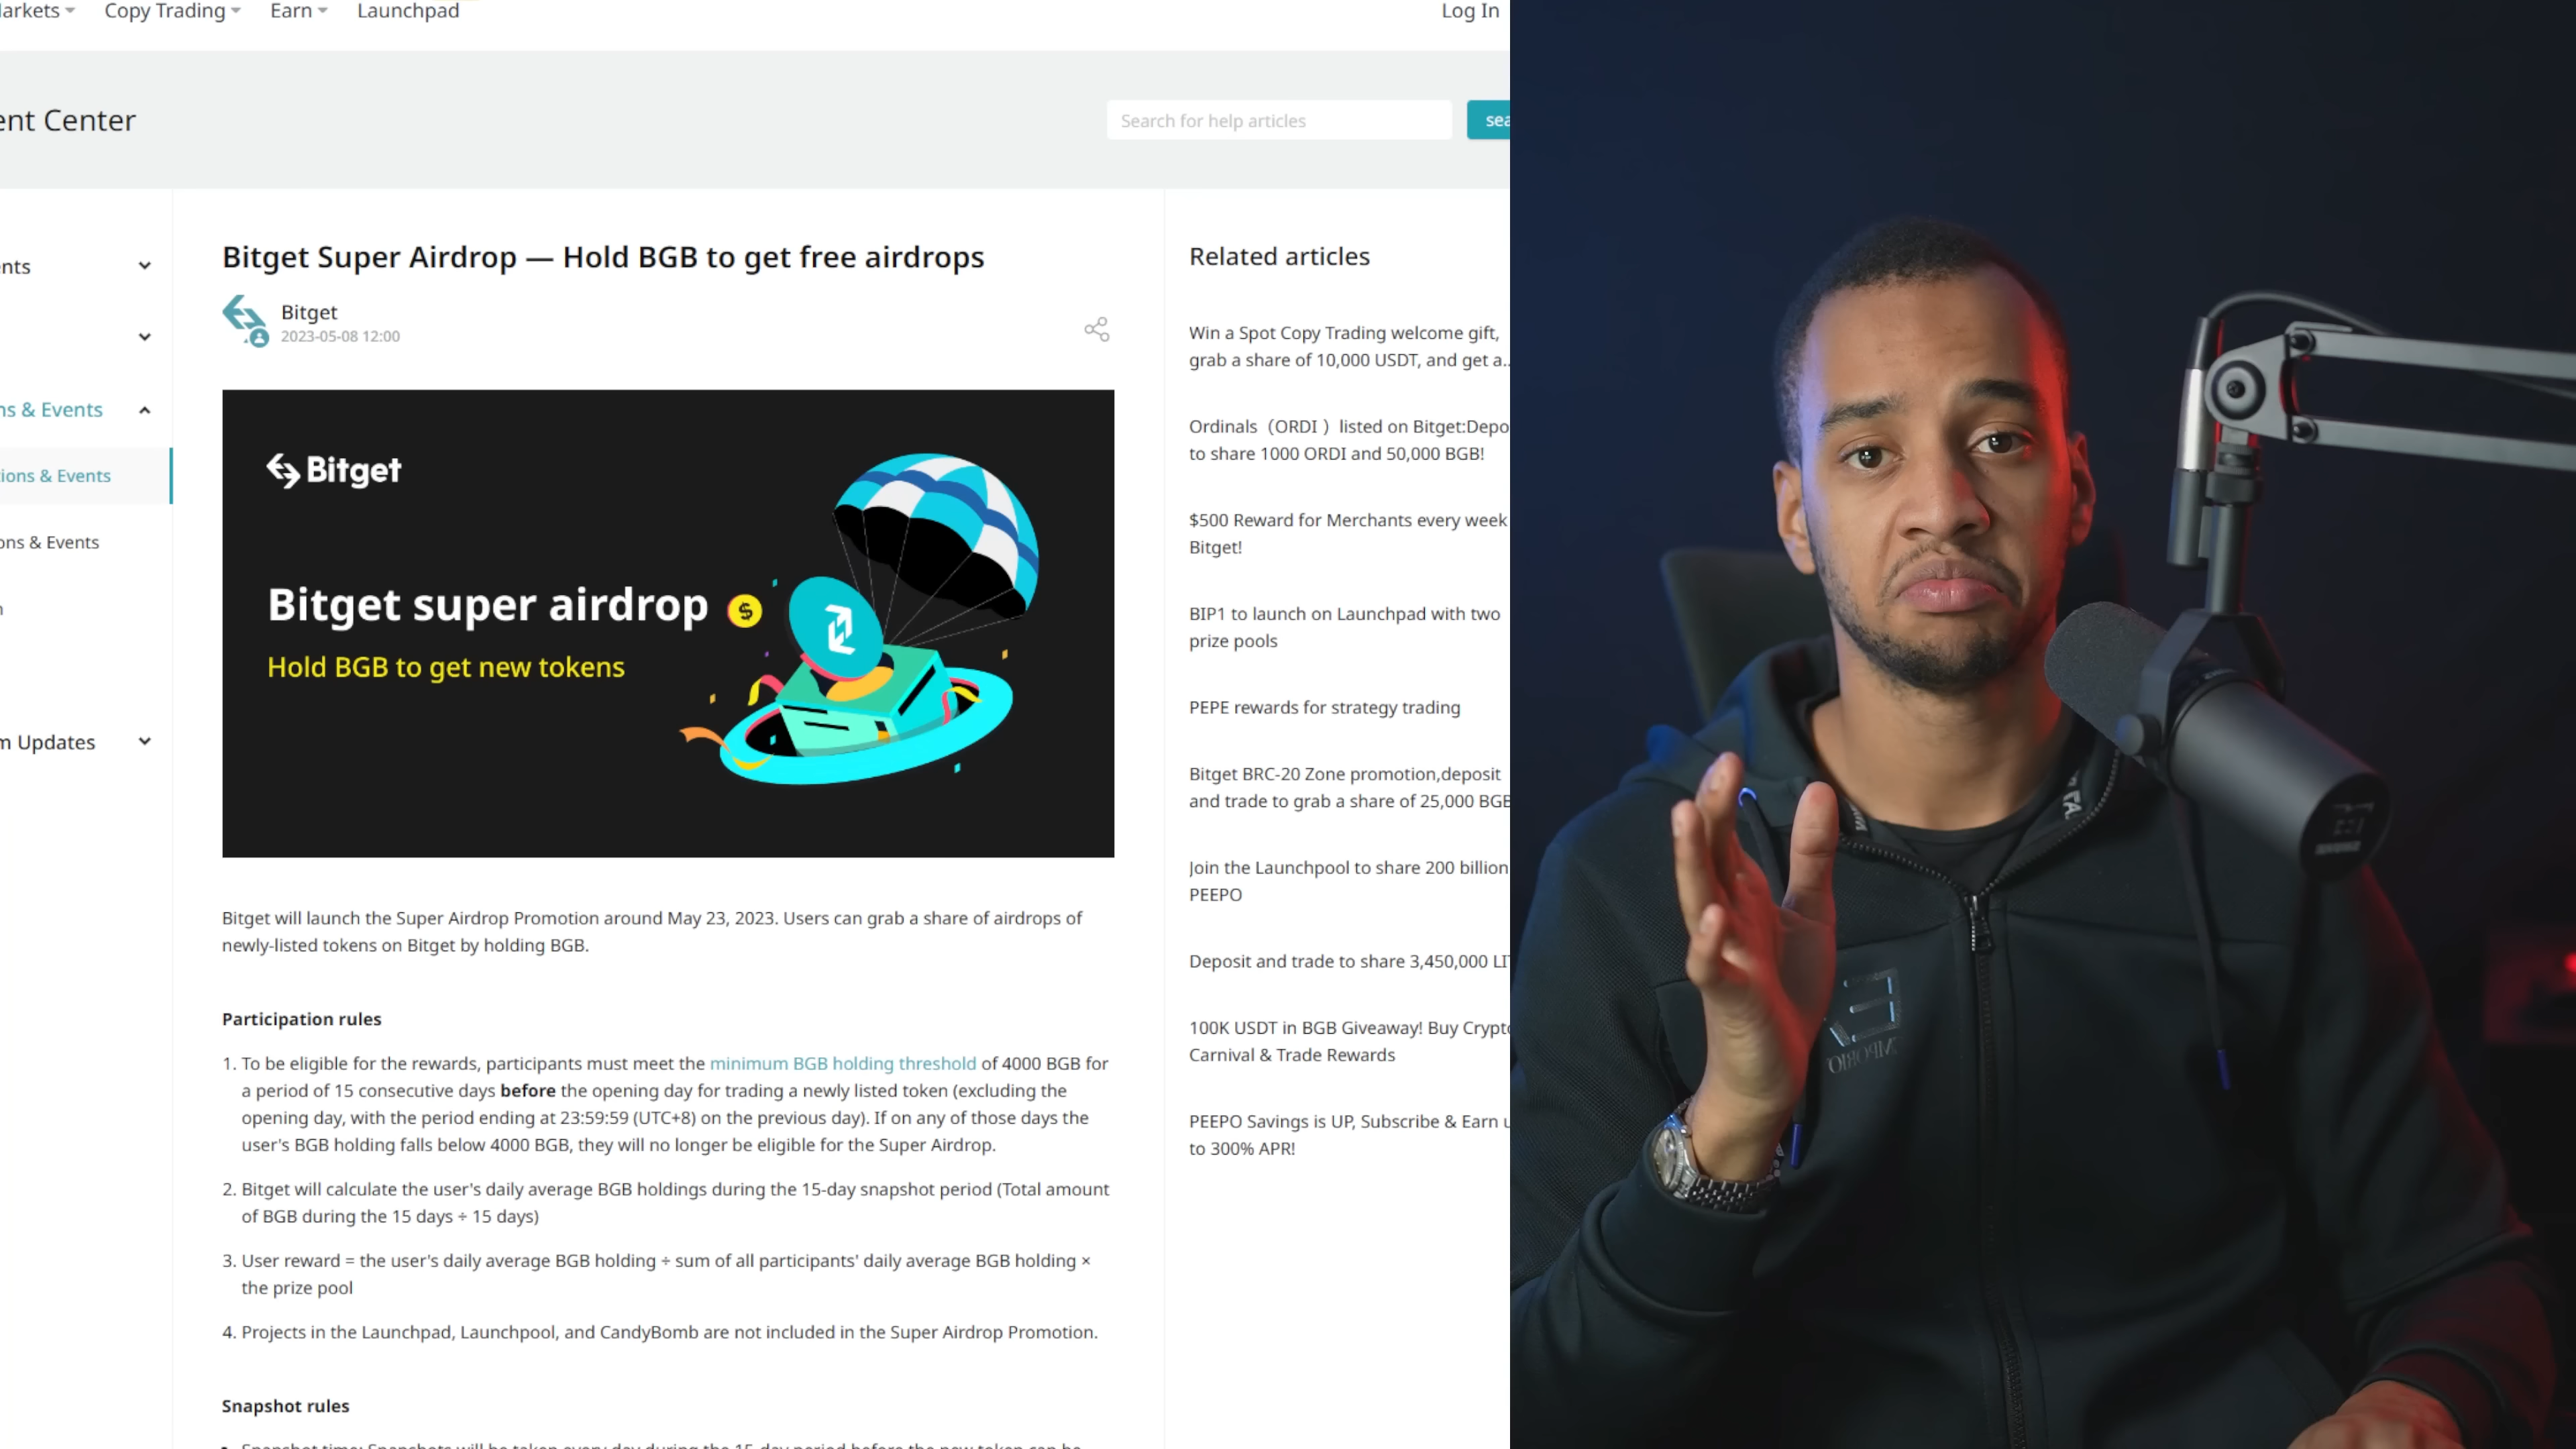 arkets
Copy Trading
Earn
Launchpad
Log In
ent Center
Search for help articles
sea
nts
ns & Events
ions & Events
ons & Events
m Updates
Bitget Super Airdrop — Hold BGB to get free airdrops
Bitget
2023-05-08 12:00
Bitget
Bitget super airdrop
$
Hold BGB to get new tokens
Bitget will launch the Super Airdrop Promotion around May 23, 2023. Users can grab a share of airdrops of
newly-listed tokens on Bitget by holding BGB.
Participation rules
1. To be eligible for the rewards, participants must meet the minimum BGB holding threshold of 4000 BGB for
a period of 15 consecutive days before the opening day for trading a newly listed token (excluding the
opening day, with the period ending at 23:59:59 (UTC+8) on the previous day). If on any of those days the
user's BGB holding falls below 4000 BGB, they will no longer be eligible for the Super Airdrop.
2. Bitget will calculate the user's daily average BGB holdings during the 15-day snapshot period (Total amount
of BGB during the 15 days ÷ 15 days)
3. User reward = the user's daily average BGB holding ÷ sum of all participants' daily average BGB holding ×
the prize pool
4. Projects in the Launchpad, Launchpool, and CandyBomb are not included in the Super Airdrop Promotion.
Snapshot rules
Related articles
Win a Spot Copy Trading welcome gift,
grab a share of 10,000 USDT, and get a..
Ordinals（ORDI ）listed on Bitget:Depo
to share 1000 ORDI and 50,000 BGB!
$500 Reward for Merchants every week
Bitget!
BIP1 to launch on Launchpad with two
prize pools
PEPE rewards for strategy trading
Bitget BRC-20 Zone promotion,deposit
and trade to grab a share of 25,000 BGB
Join the Launchpool to share 200 billion
PEEPO
Deposit and trade to share 3,450,000 LI
100K USDT in BGB Giveaway! Buy Crypto
Carnival & Trade Rewards
PEEPO Savings is UP, Subscribe & Earn u
to 300% APR!